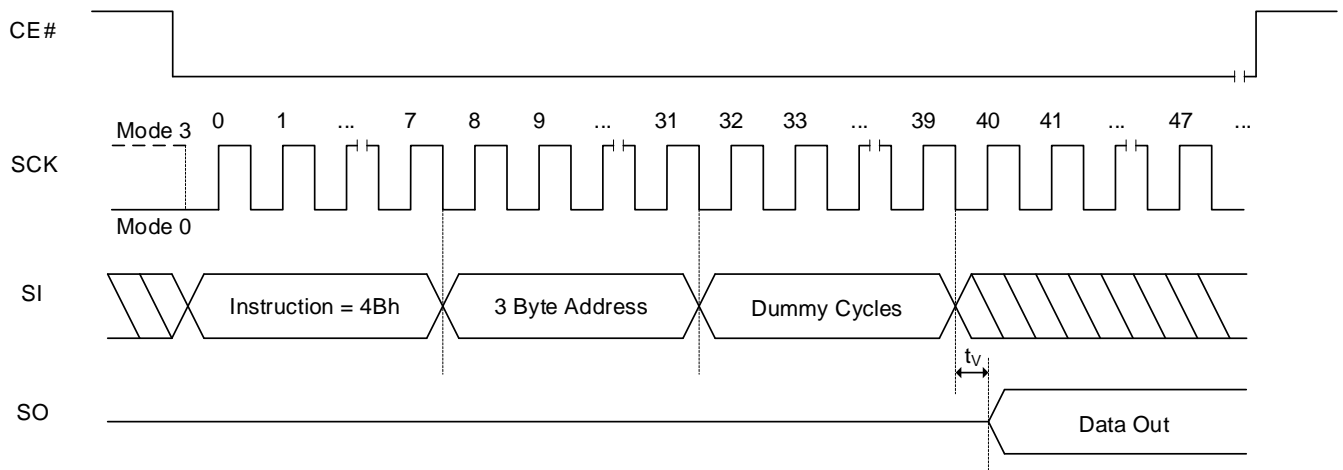 CE#
Mode 3
0 1 ... 7 8 9 ... 31 32 33 ... 39 40 41 ... 47 ...
SCK
Mode 0
SI
Instruction = 4Bh
3 Byte Address
Dummy Cycles
tV
SO
Data Out